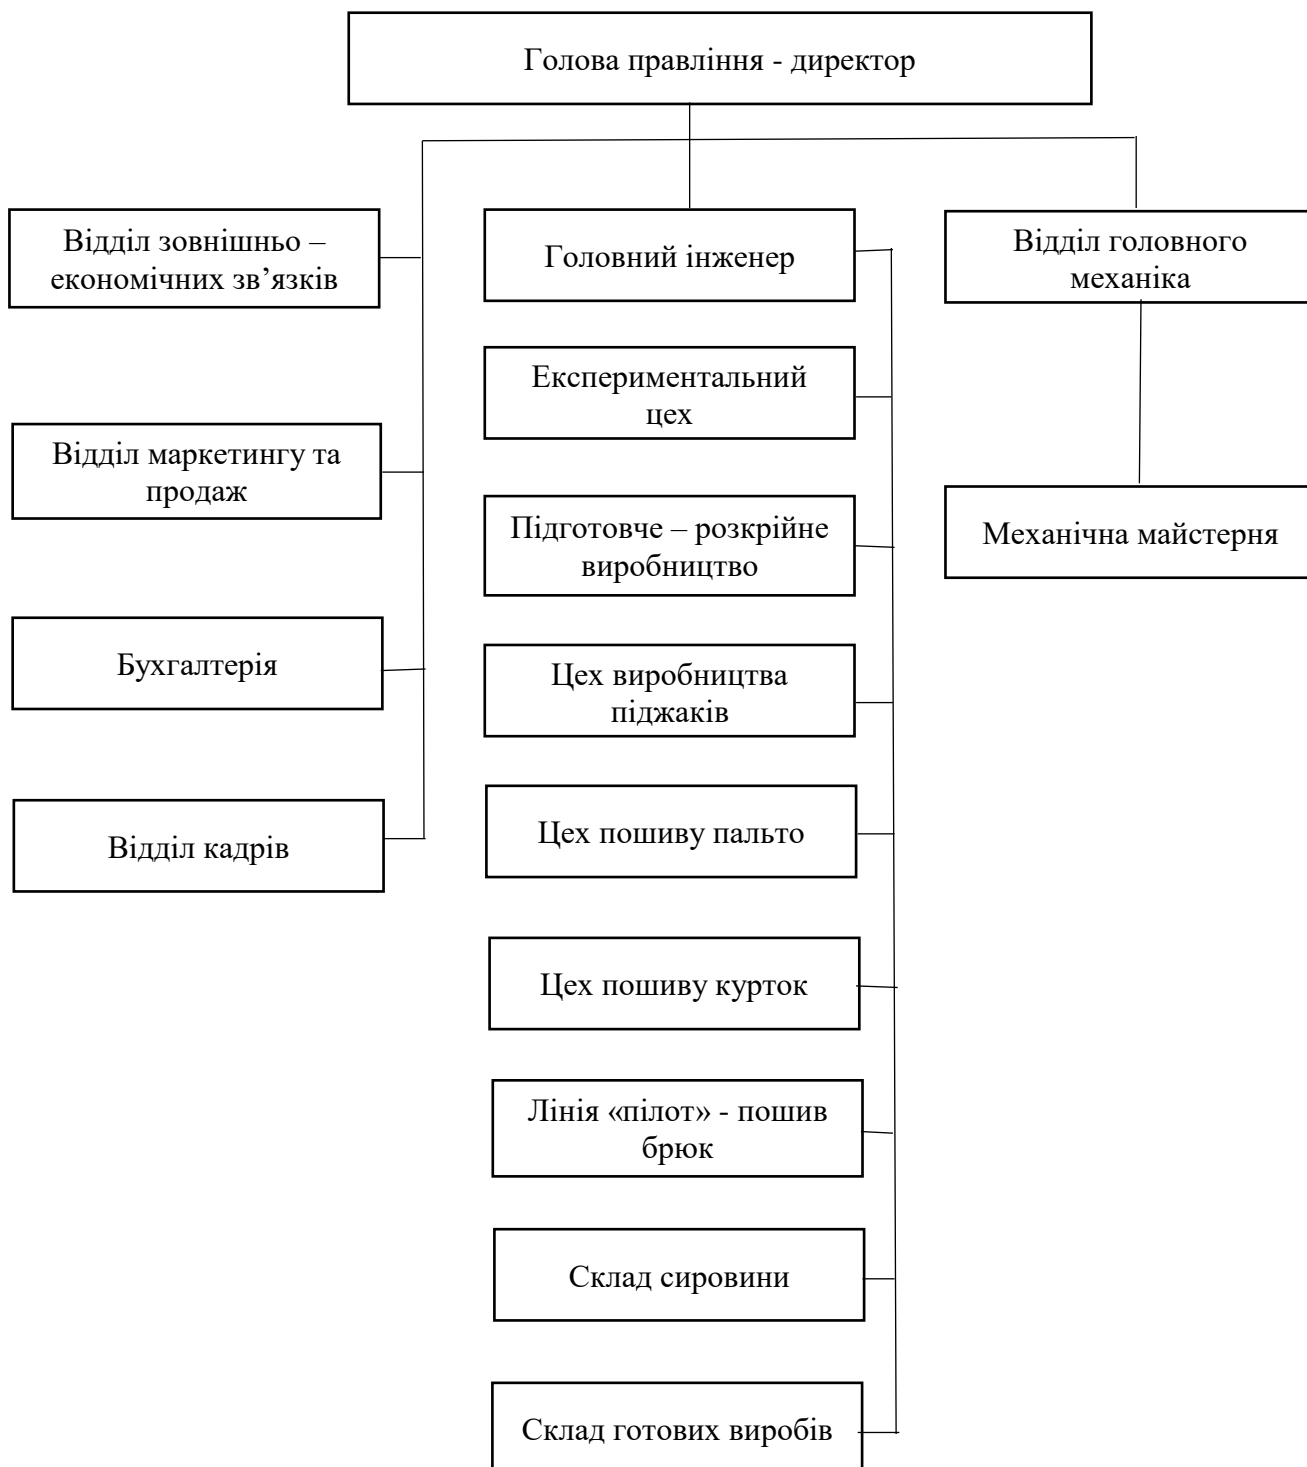 Голова правління - директор
Відділ зовнішньо –
економічних зв’язків
Відділ маркетингу та
продаж
Бухгалтерія
Відділ кадрів
Головний інженер
Експериментальний
цех
Підготовче – розкрійне
виробництво
Цех виробництва
піджаків
Цех пошиву пальто
Цех пошиву курток
Лінія «пілот» - пошив
брюк
Склад сировини
Склад готових виробів
Відділ головного
механіка
Механічна майстерня